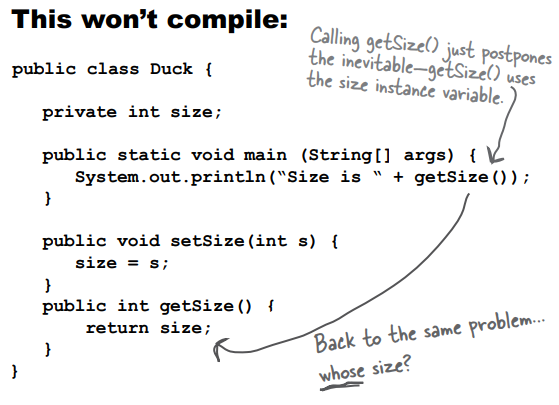 This won't compile:
Calling getSize() just postpones
the inevitable—getSize() uses
the size instance variable.
public class Duck {
private int size;
public static void main (String[] args) {
System.out.println(“Size is “ + getSize());
}
public void setSize(int s) {
size = s;
}
public int getSize() {
return size;
}
}
Back to the same problem...
whose size?